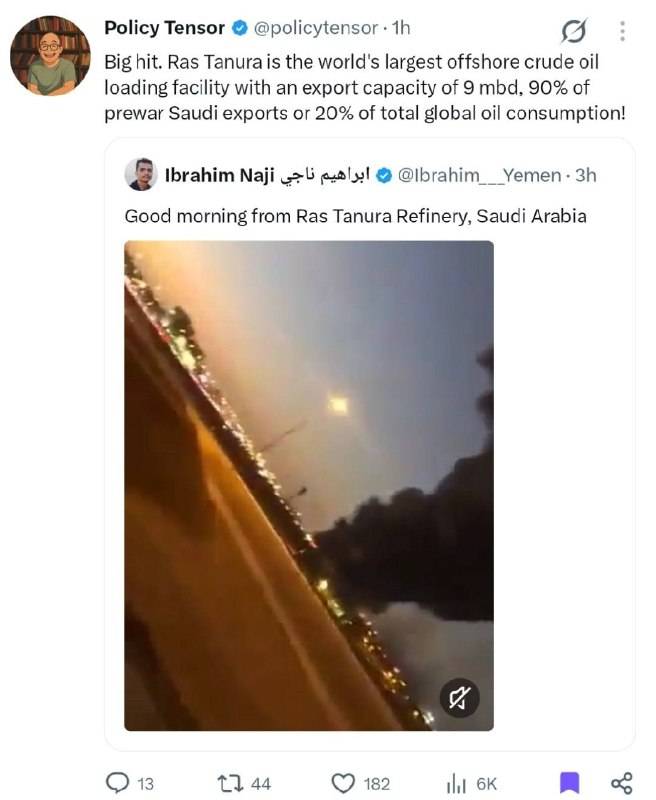 Policy Tensor @policytensor · 1h
Big hit. Ras Tanura is the world's largest offshore crude oil
loading facility with an export capacity of 9 mbd, 90% of
prewar Saudi exports or 20% of total global oil consumption!
Ibrahim Naji ابراهيم ناجي @Ibrahim___Yemen · 3h
Good morning from Ras Tanura Refinery, Saudi Arabia
13 44 182 6K